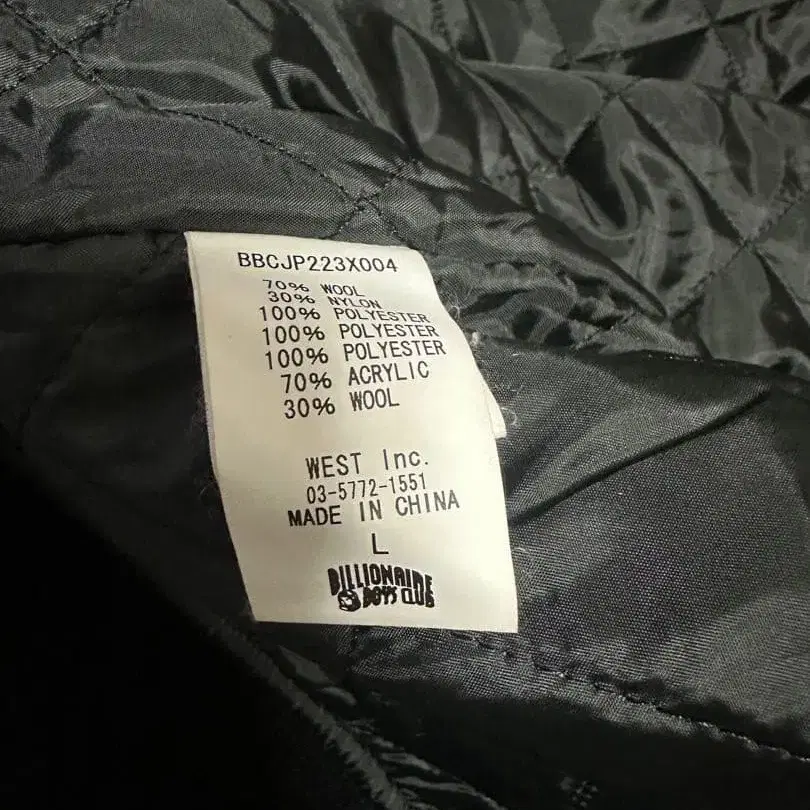 BBCJP223X004
70% WOOL
30% NYLON
100% POLYESTER
100% POLYESTER
100% POLYESTER
70% ACRYLIC
30% WOOL
WEST Inc.
03-5772-1551
MADE IN CHINA
L
BILLIONAIRE
BOYS CLUB